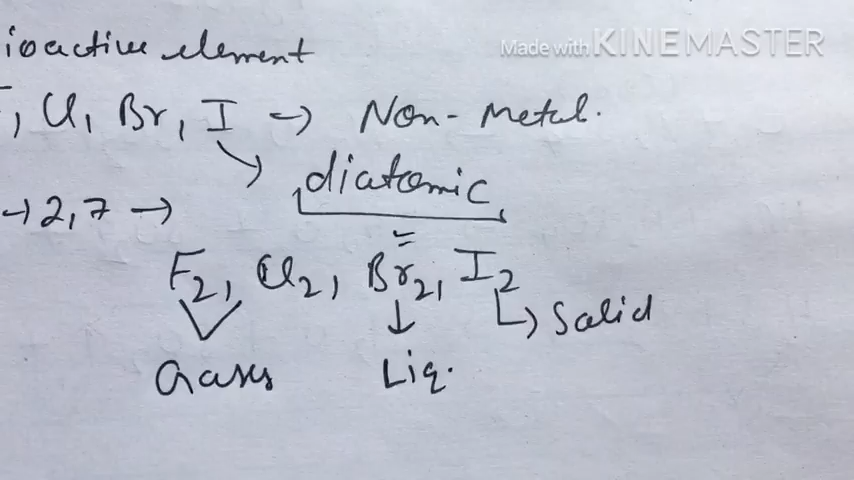 ioactive element
Made with KINEMASTER
, Cl, Br, I → Non-Metal.
diatomic
→ 2,7 →
F2, Cl2, Br2, I2
Solid
Gases Liq.